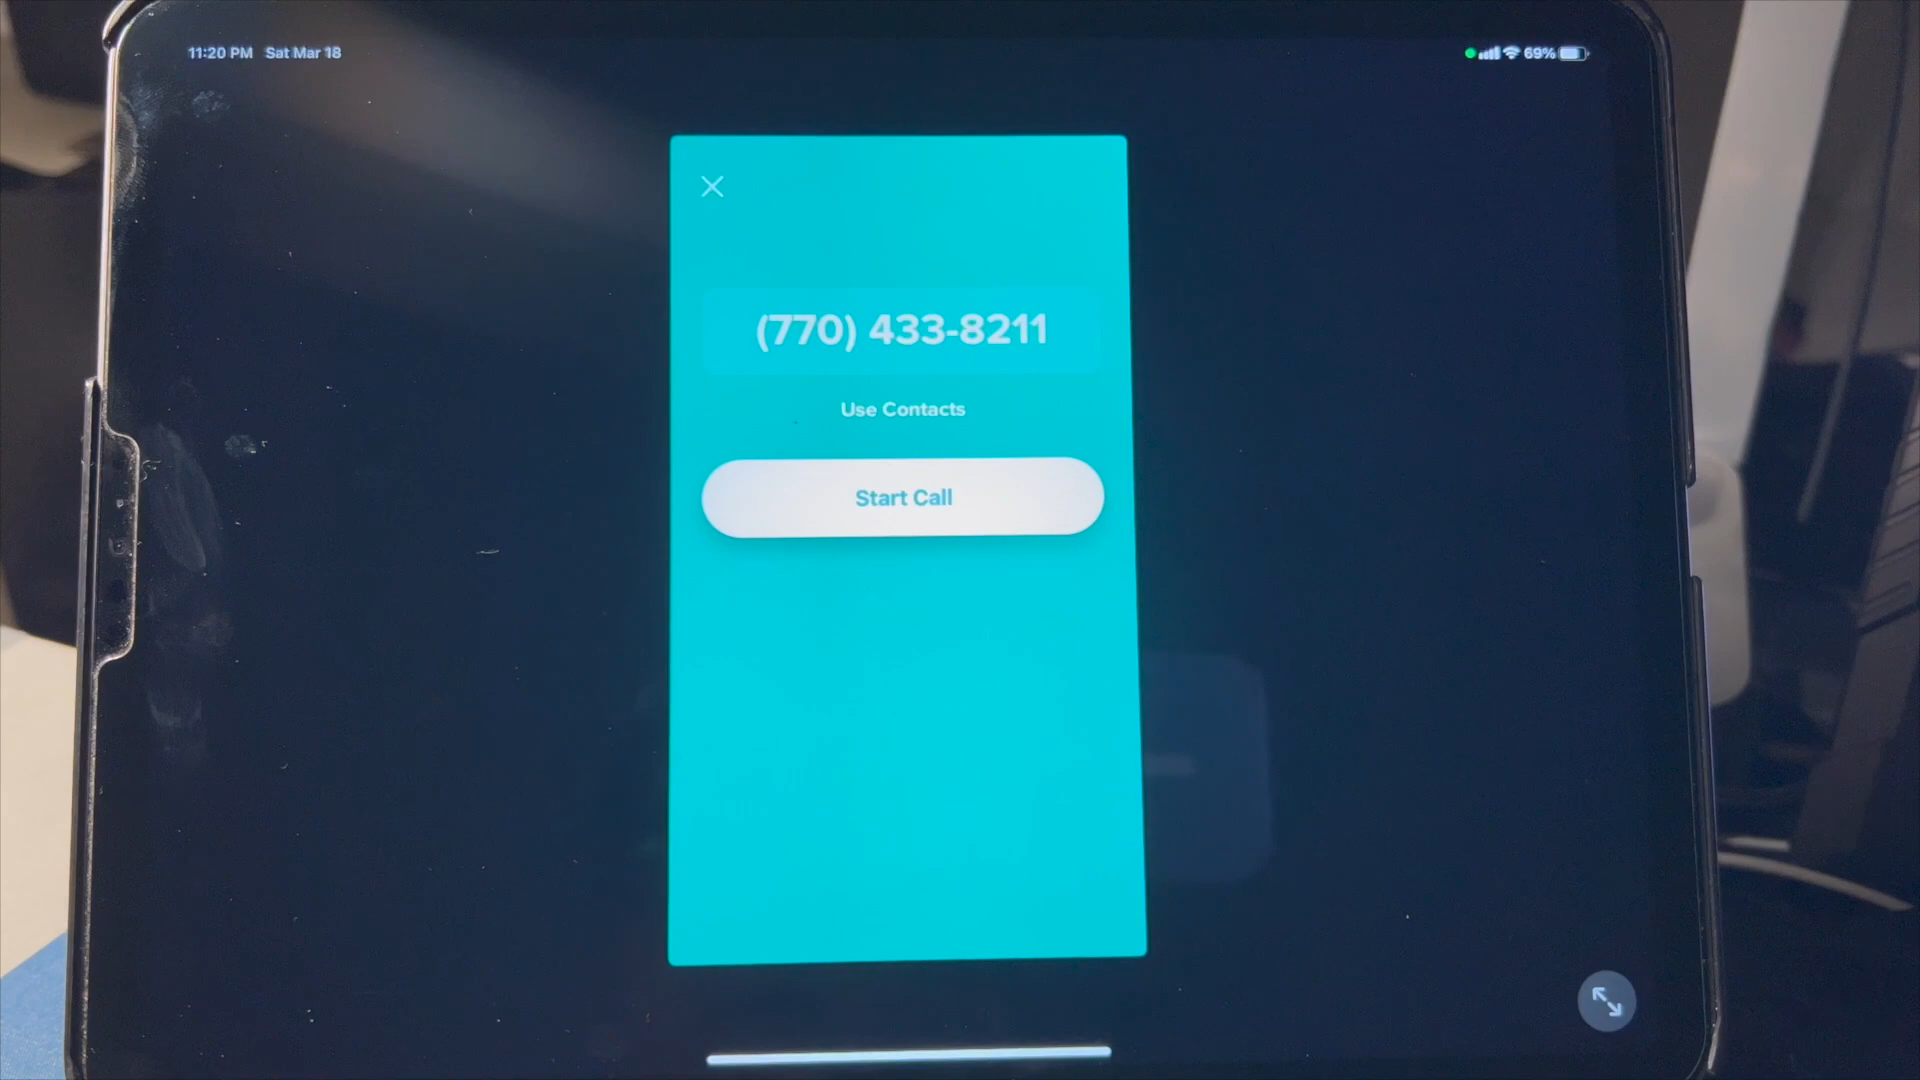 11:20 PM Sat Mar 18
69%
(770) 433-8211
Use Contacts
Start Call